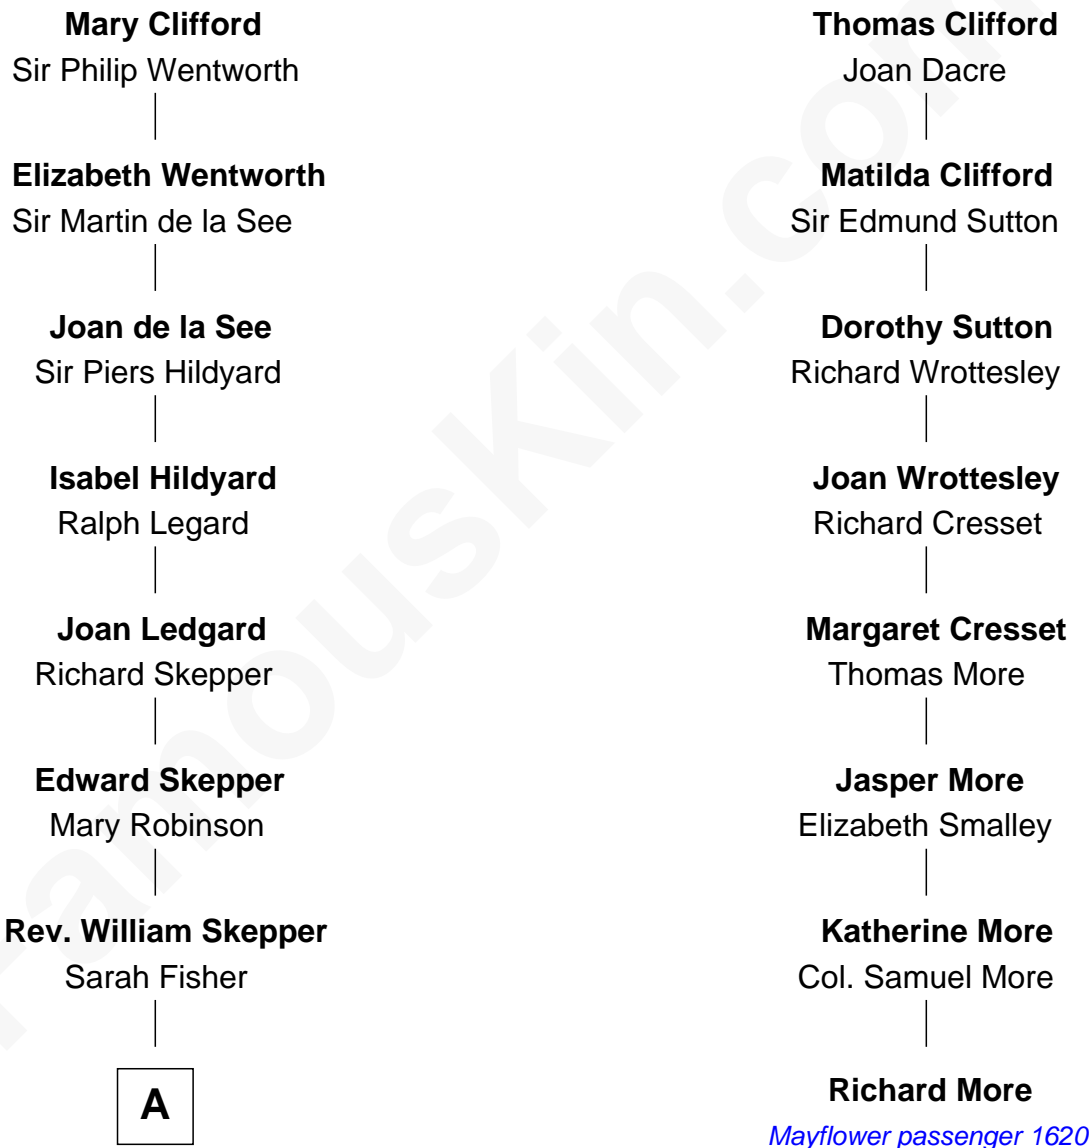 Mary Clifford
Sir Philip Wentworth
Elizabeth Wentworth
Sir Martin de la See
Joan de la See
Sir Piers Hildyard
Isabel Hildyard
Ralph Legard
Joan Ledgard
Richard Skepper
Edward Skepper
Mary Robinson
Rev. William Skepper
Sarah Fisher
A
Thomas Clifford
Joan Dacre
Matilda Clifford
Sir Edmund Sutton
Dorothy Sutton
Richard Wrottesley
Joan Wrottesley
Richard Cresset
Margaret Cresset
Thomas More
Jasper More
Elizabeth Smalley
Katherine More
Col. Samuel More
Richard More
Mayflower passenger 1620
FamousKin.com